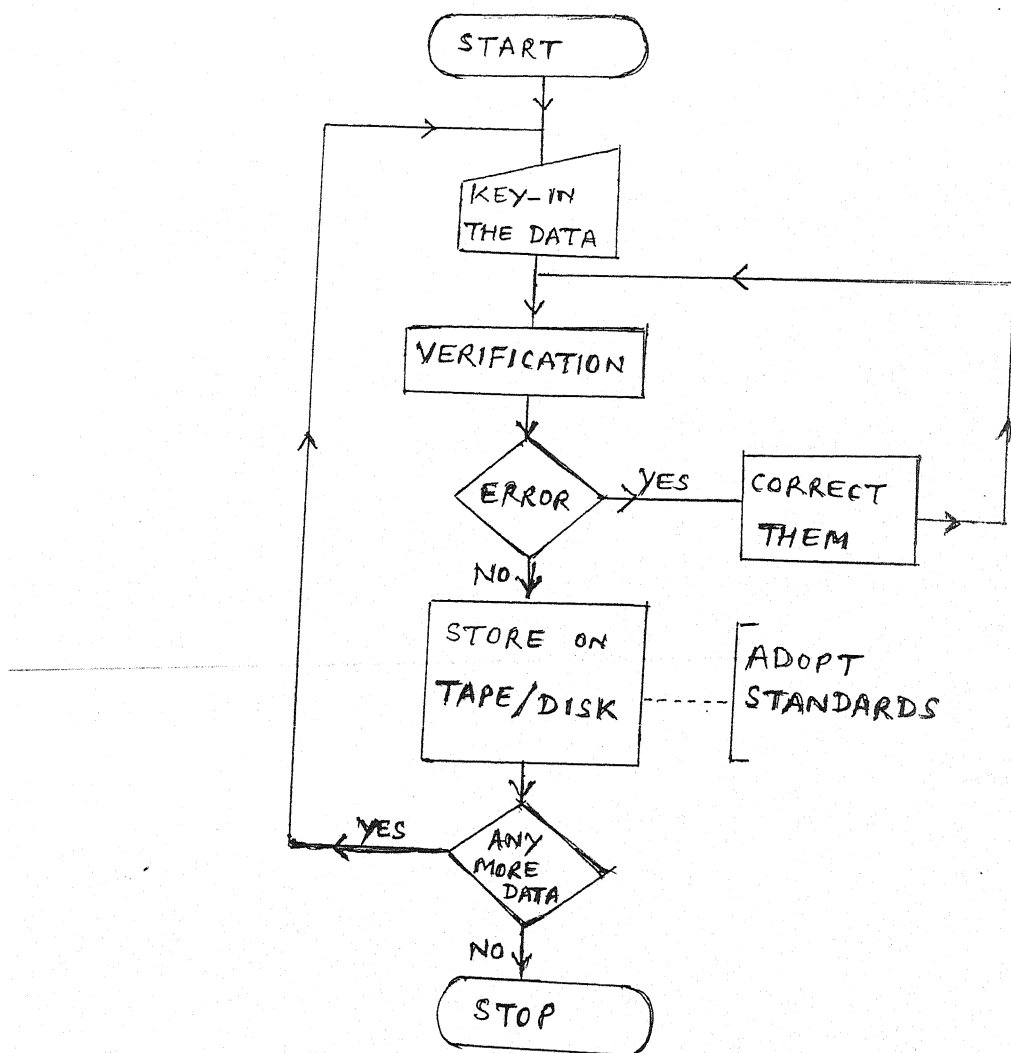 START
KEY-IN
THE DATA
VERIFICATION
ERROR
YES
CORRECT
THEM
NO
STORE ON
TAPE/DISK
ADOPT
STANDARDS
YES
ANY
MORE
DATA
NO
STOP